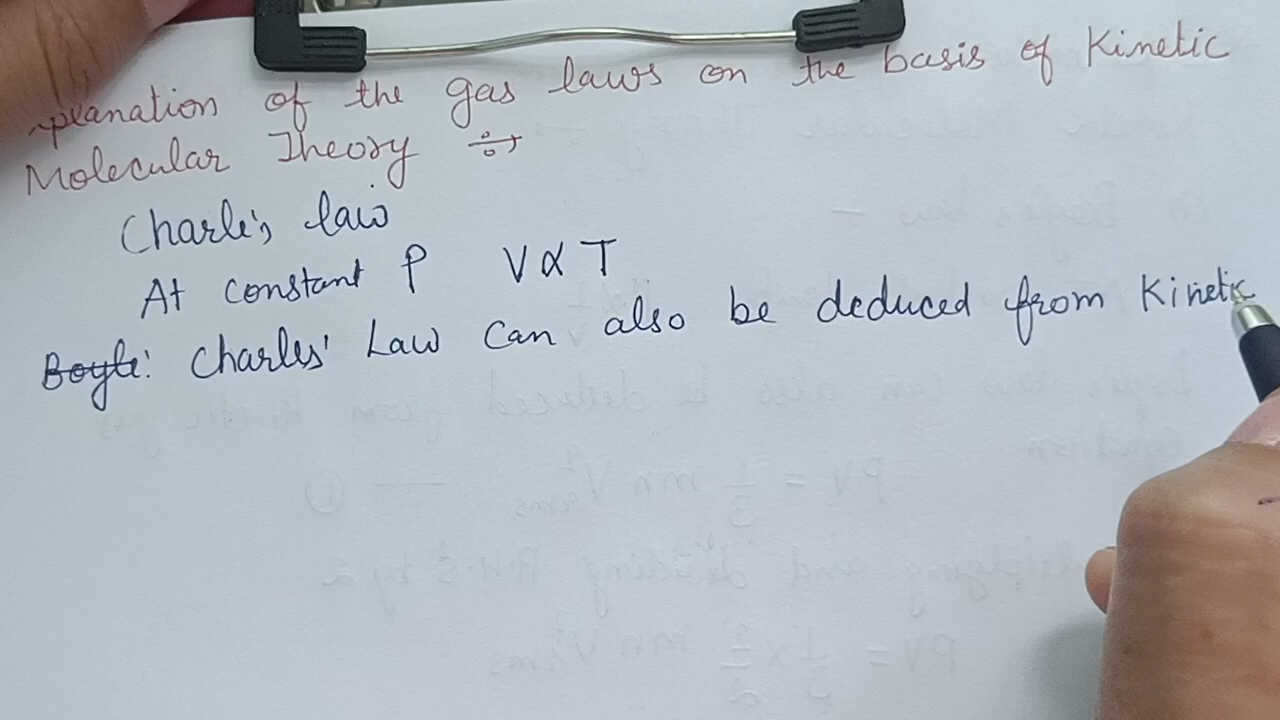 planation of the gas laws on the basis of Kinetic
Molecular Theory
Charle's law
At constant P V ∝ T
Boyle: Charles' Law Can also be deduced from Kinetic